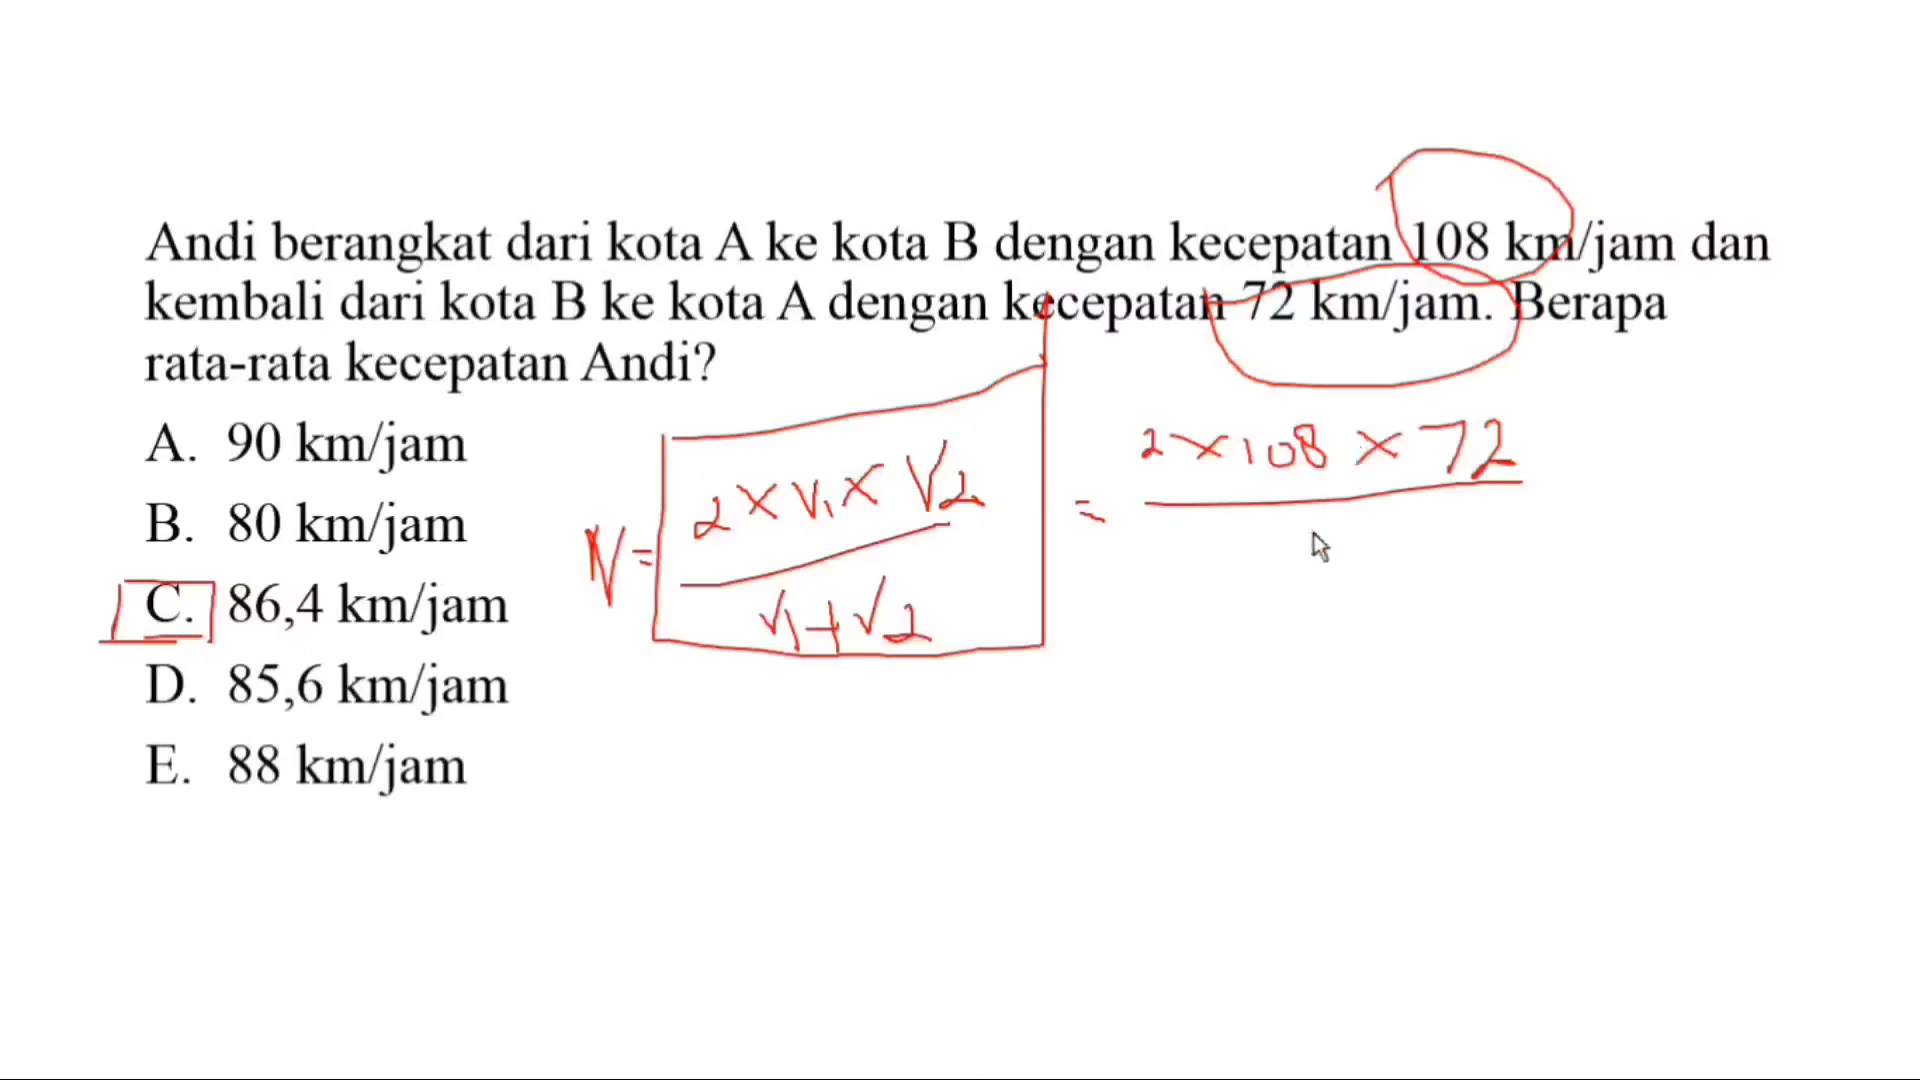 Andi berangkat dari kota A ke kota B dengan kecepatan 108 km/jam dan
kembali dari kota B ke kota A dengan kecepatan 72 km/jam. Berapa
rata-rata kecepatan Andi?
A. 90 km/jam
B. 80 km/jam
C. 86,4 km/jam
D. 85,6 km/jam
E. 88 km/jam
V = 2 x V1 x V2
V1 + V2
= 2 x 108 x 72